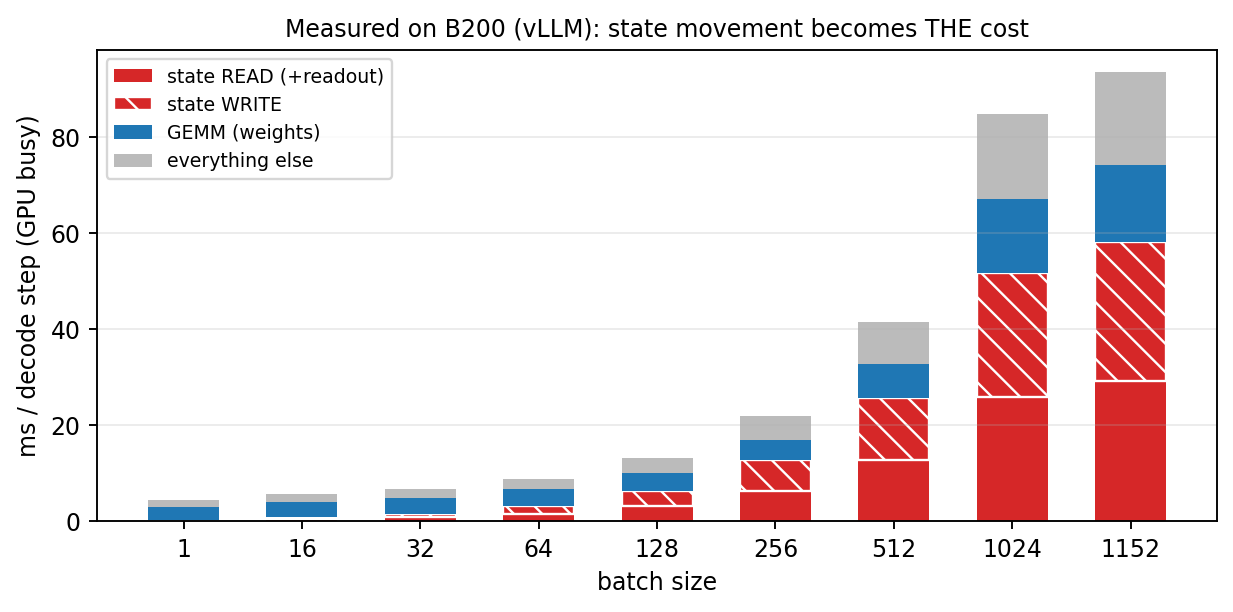 Measured on B200 (vLLM): state movement becomes THE cost
state READ (+readout)
state WRITE
GEMM (weights)
everything else
ms / decode step (GPU busy)
80
60
40
20
0
1 16 32 64 128 256 512 1024 1152
batch size